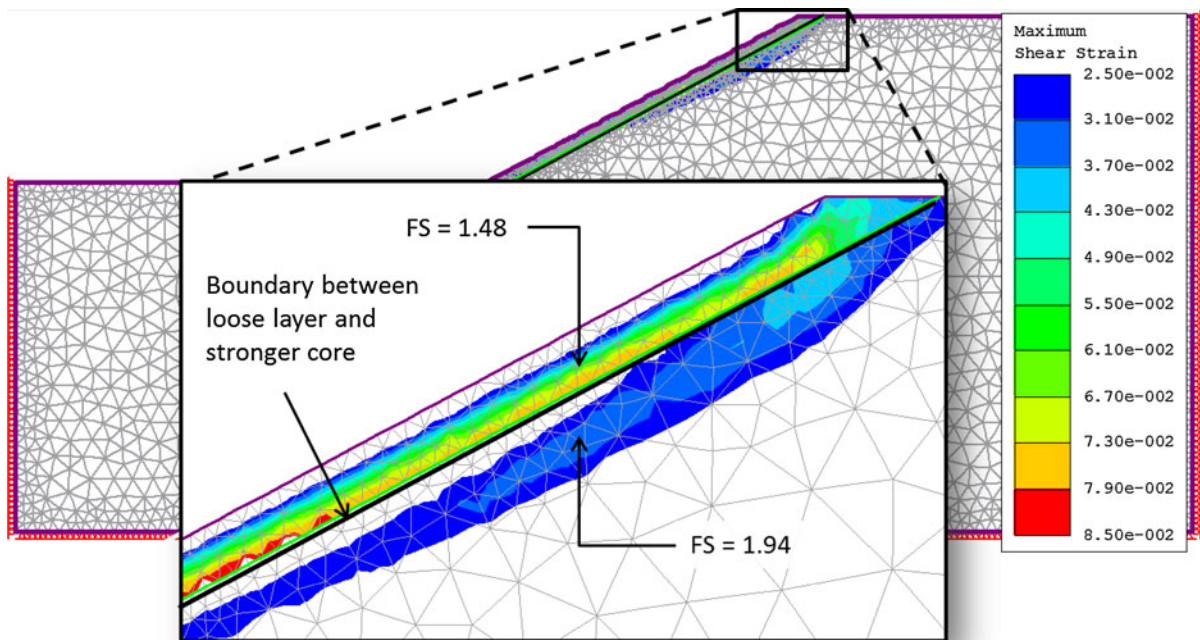 Maximum
Shear Strain
2.50e-002
3.10e-002
3.70e-002
4.30e-002
4.90e-002
5.50e-002
6.10e-002
6.70e-002
7.30e-002
7.90e-002
8.50e-002
FS = 1.48
Boundary between
loose layer and
stronger core
FS = 1.94